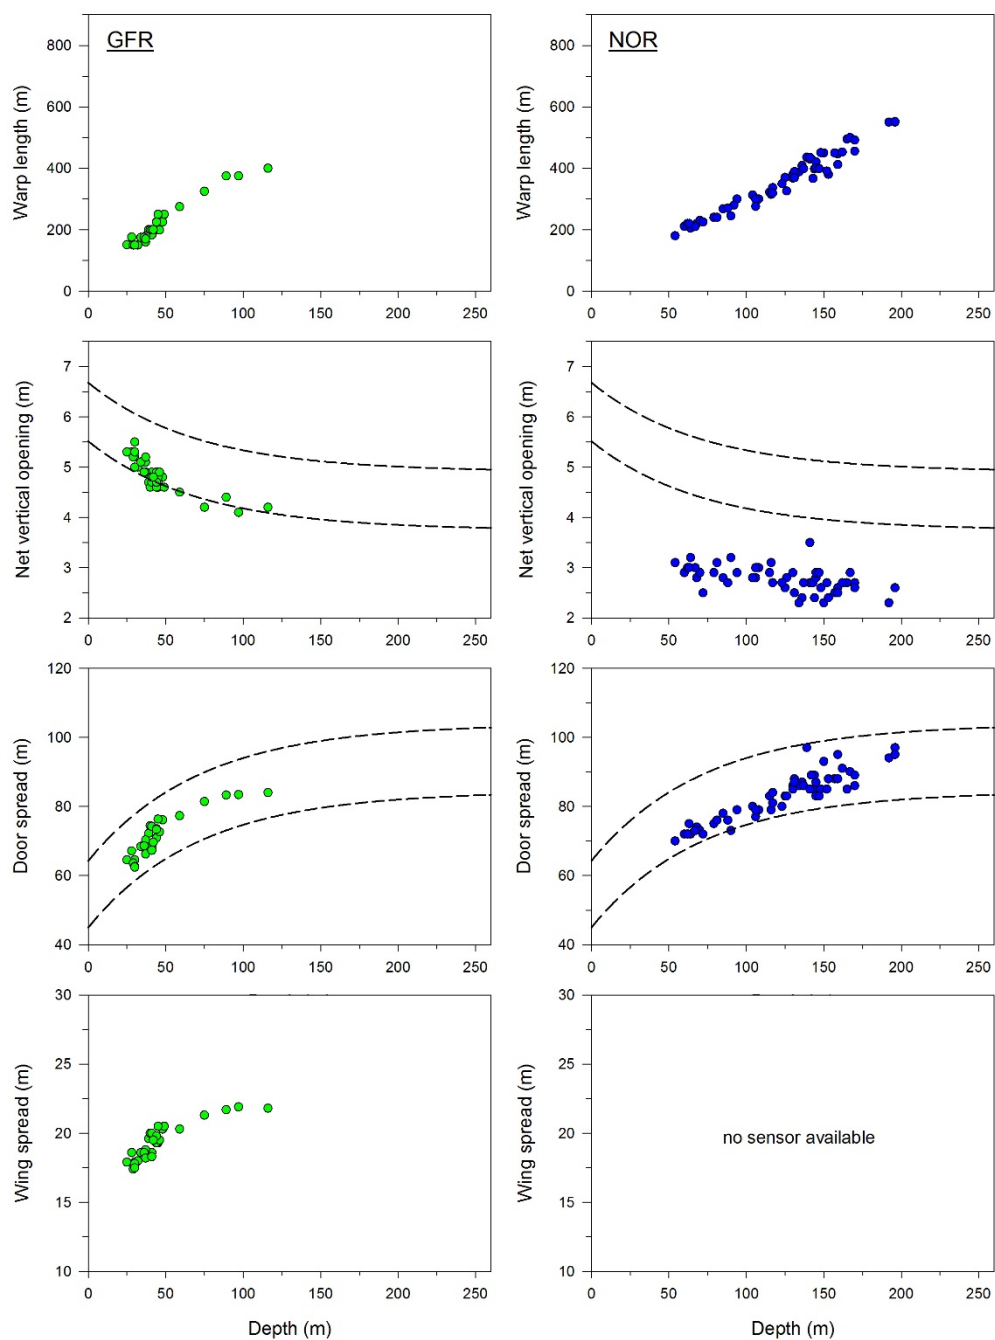 GFR
Warp length (m)
800
600
400
200
0
0 50 100 150 200 250
NOR
Warp length (m)
800
600
400
200
0
0 50 100 150 200 250
Net vertical opening (m)
7
6
5
4
3
2
0 50 100 150 200 250
Net vertical opening (m)
7
6
5
4
3
2
0 50 100 150 200 250
Door spread (m)
120
100
80
60
40
0 50 100 150 200 250
Door spread (m)
120
100
80
60
40
0 50 100 150 200 250
Wing spread (m)
30
25
20
15
10
0 50 100 150 200 250
Depth (m)
Wing spread (m)
30
25
20
15
10
no sensor available
0 50 100 150 200 250
Depth (m)